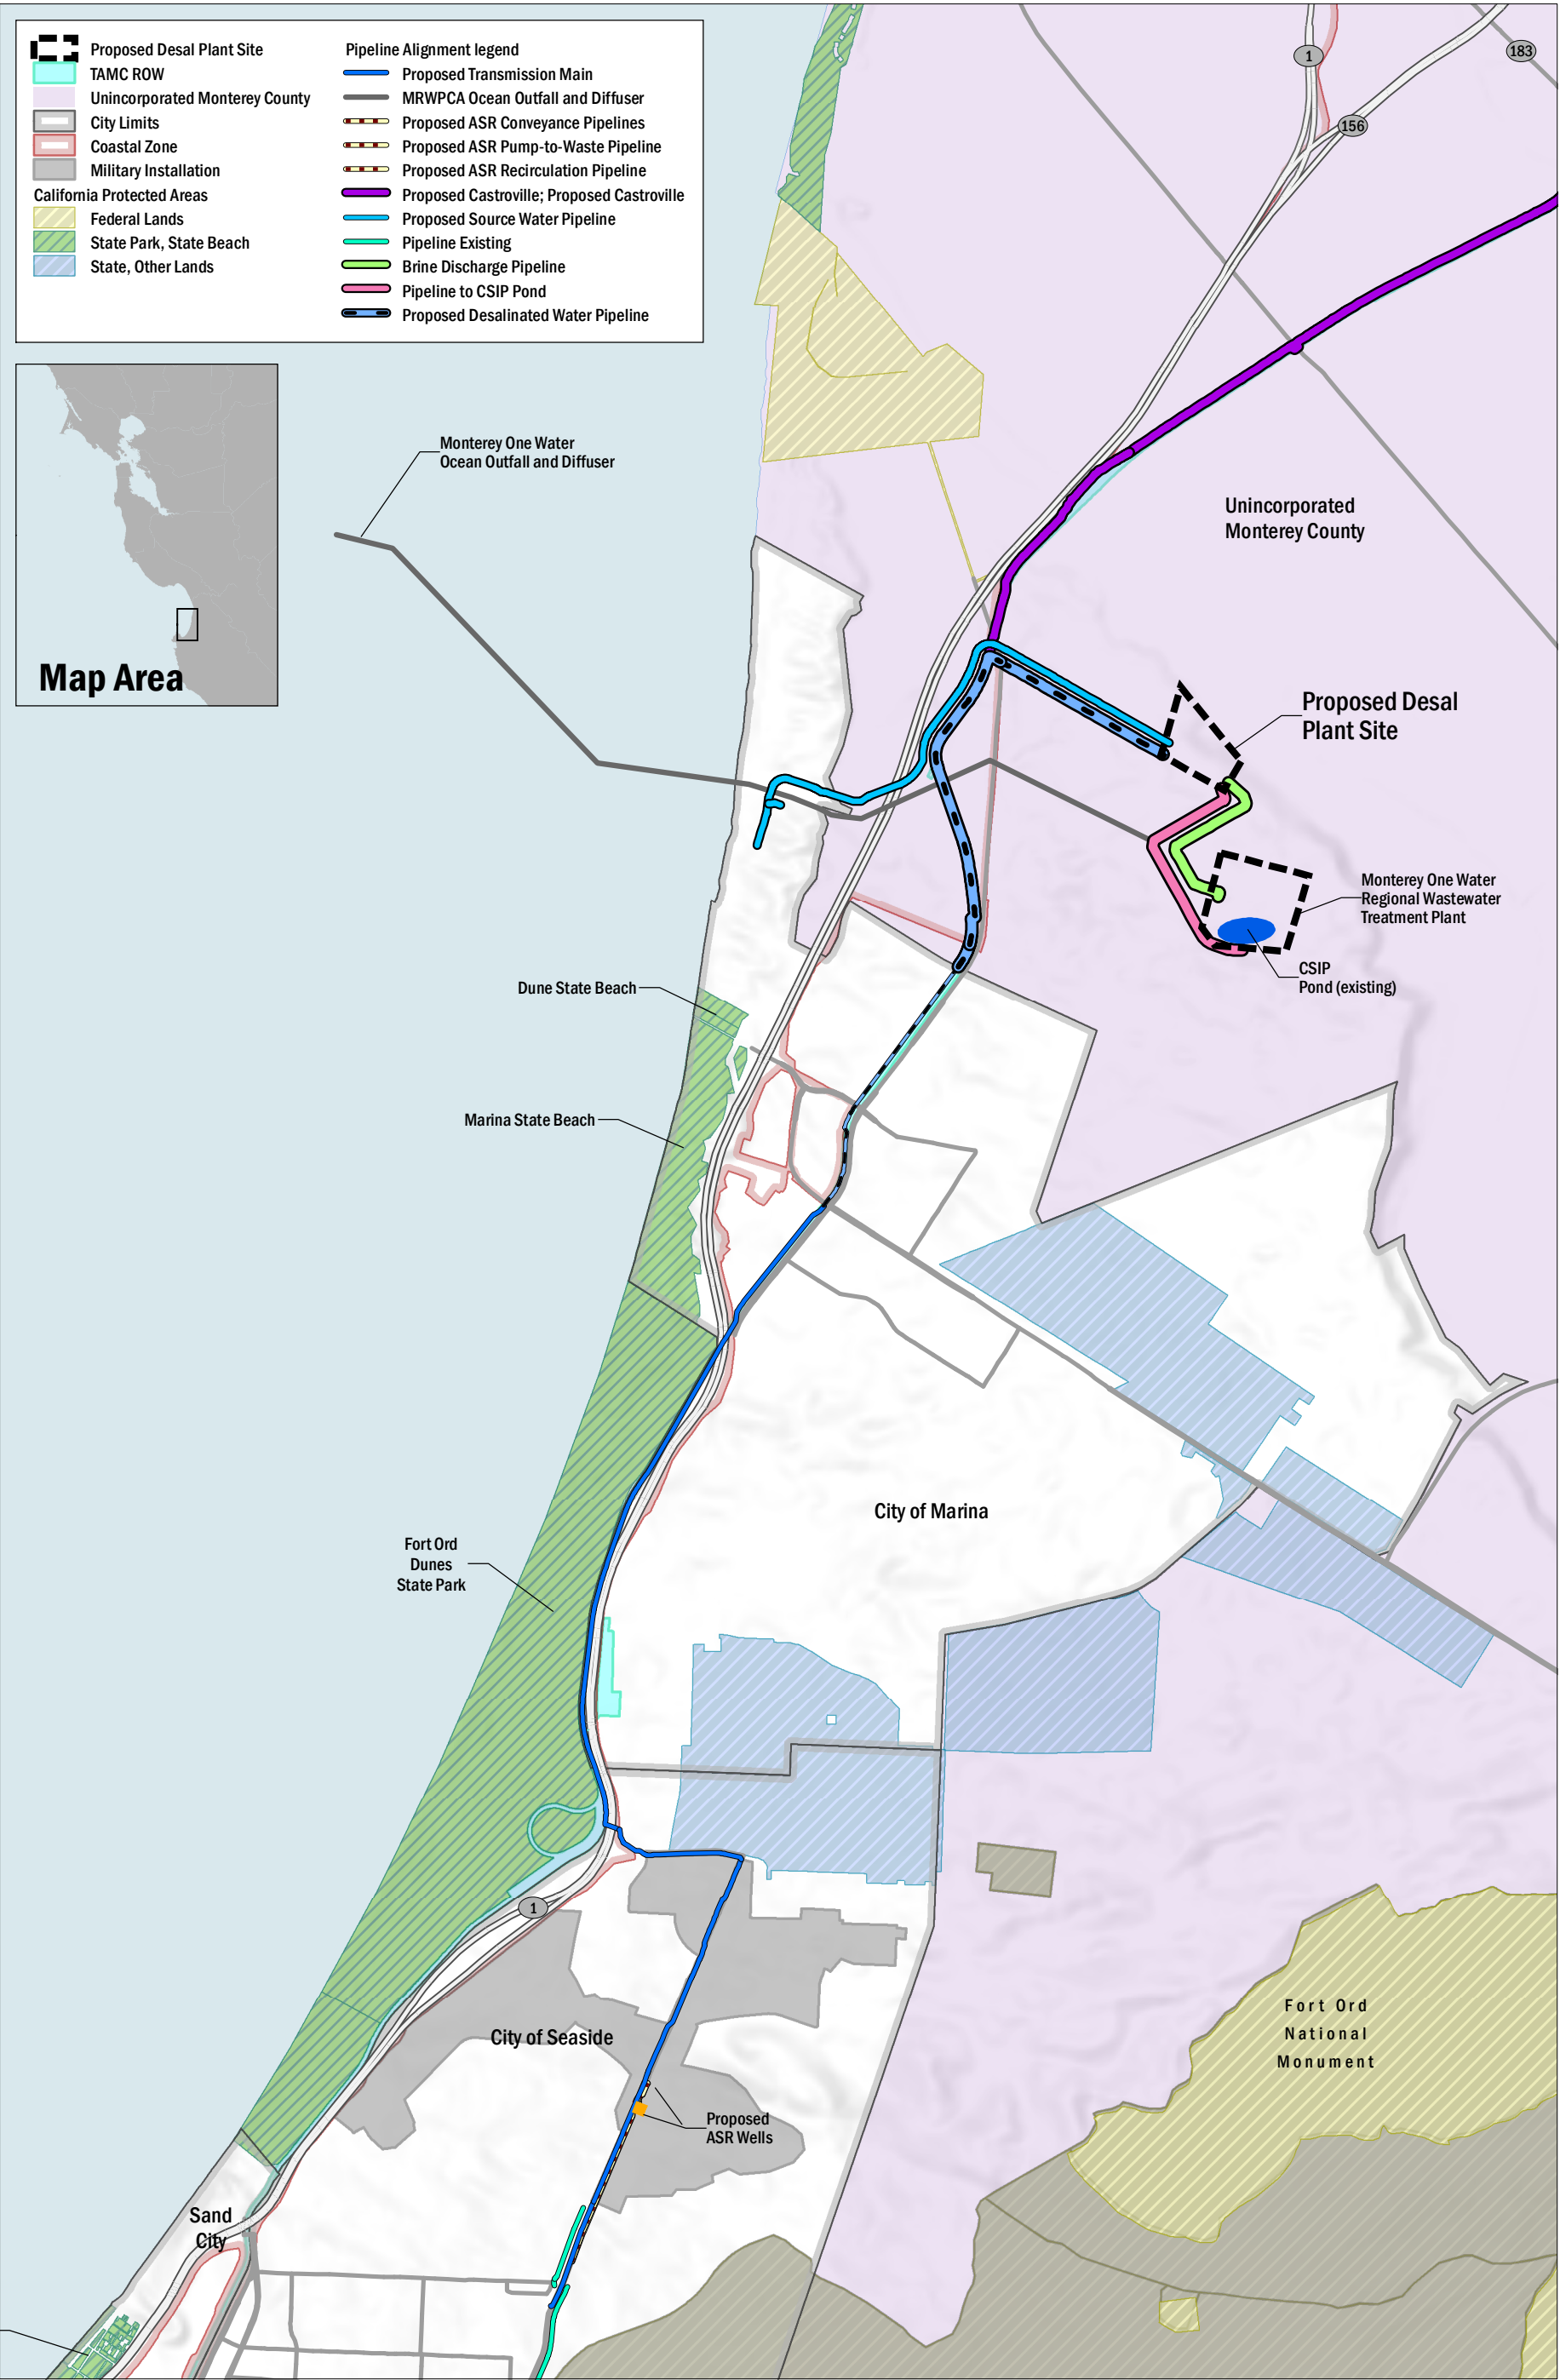 Proposed Desal Plant Site
TAMC ROW
Unincorporated Monterey County
City Limits
Coastal Zone
Military Installation
California Protected Areas
Federal Lands
State Park, State Beach
State, Other Lands
Pipeline Alignment legend
Proposed Transmission Main
MRWPCA Ocean Outfall and Diffuser
Proposed ASR Conveyance Pipelines
Proposed ASR Pump-to-Waste Pipeline
Proposed ASR Recirculation Pipeline
Proposed Castroville; Proposed Castroville
Proposed Source Water Pipeline
Pipeline Existing
Brine Discharge Pipeline
Pipeline to CSIP Pond
Proposed Desalinated Water Pipeline
1
183
156
Map Area
Monterey One Water
Ocean Outfall and Diffuser
Unincorporated
Monterey County
Proposed Desal
Plant Site
Monterey One Water
Regional Wastewater
Treatment Plant
CSIP
Pond (existing)
Dune State Beach
Marina State Beach
City of Marina
Fort Ord
Dunes
State Park
1
City of Seaside
Fort Ord
National
Monument
Proposed
ASR Wells
Sand
City